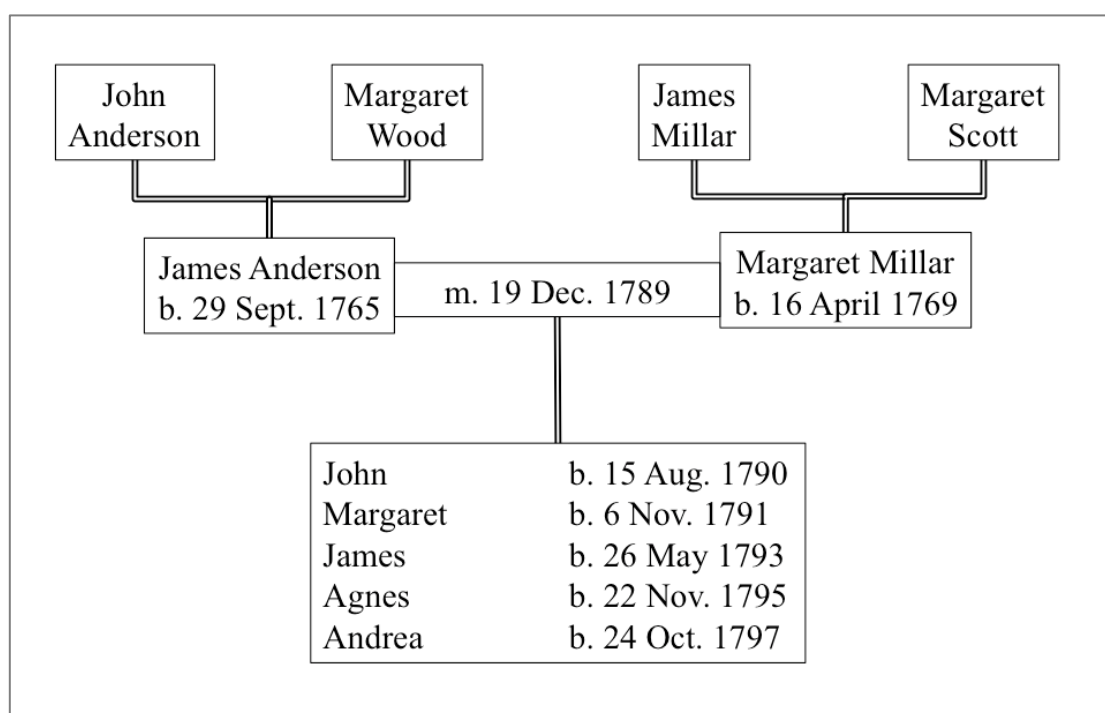 John
Anderson
Margaret
Wood
James
Millar
Margaret
Scott
James Anderson
b. 29 Sept. 1765
m. 19 Dec. 1789
Margaret Millar
b. 16 April 1769
John b. 15 Aug. 1790
Margaret b. 6 Nov. 1791
James b. 26 May 1793
Agnes b. 22 Nov. 1795
Andrea b. 24 Oct. 1797